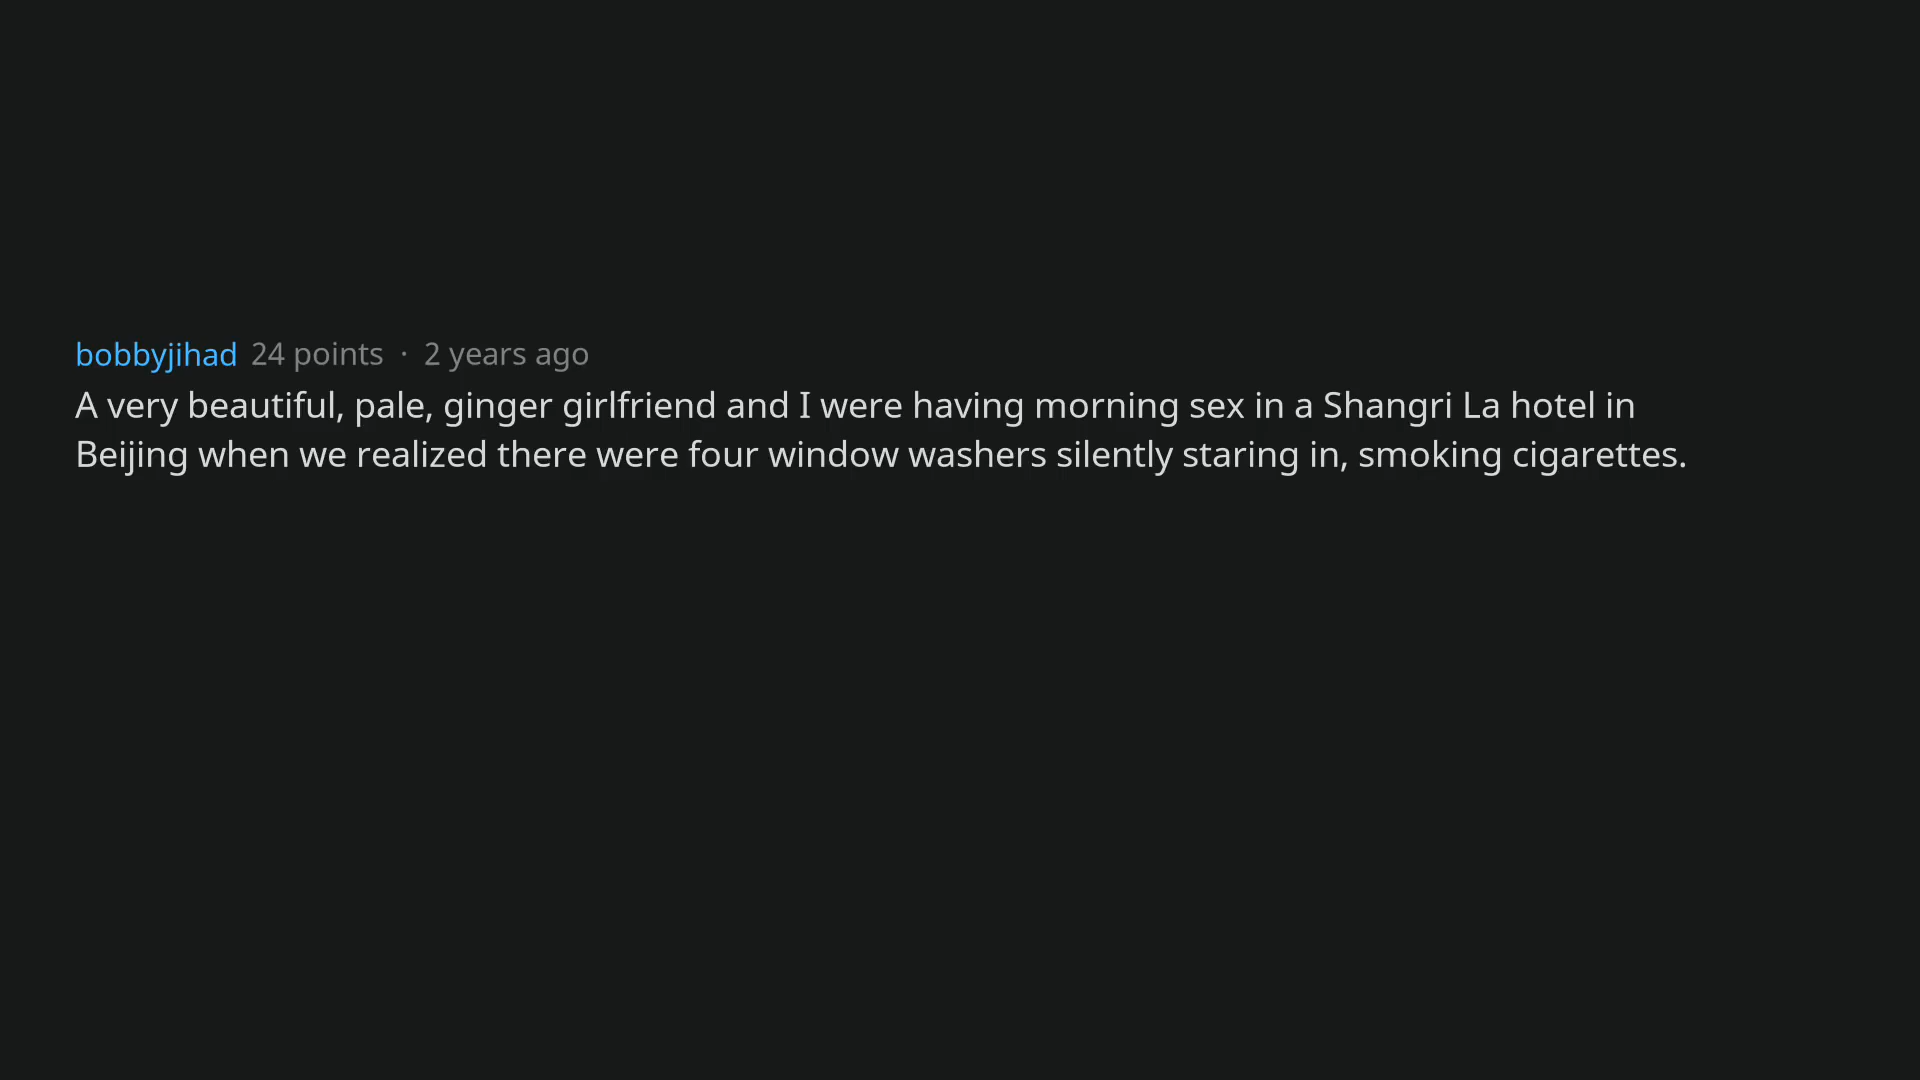 bobbyjihad 24 points · 2 years ago
A very beautiful, pale, ginger girlfriend and I were having morning sex in a Shangri La hotel in
Beijing when we realized there were four window washers silently staring in, smoking cigarettes.